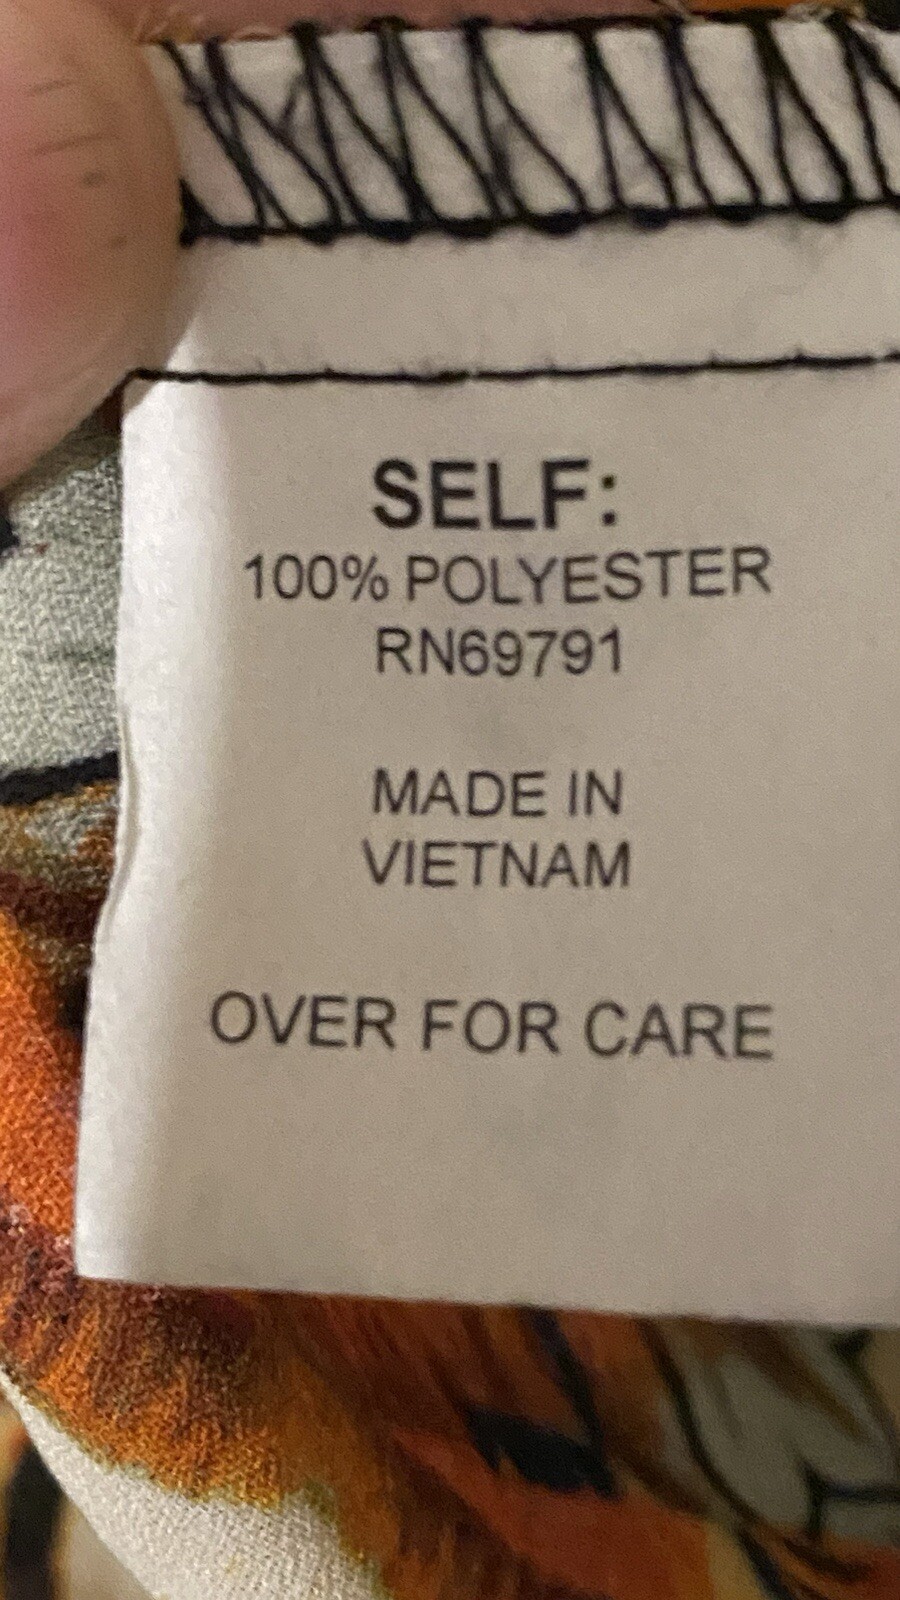 SELF:
100% POLYESTER
RN69791
MADE IN
VIETNAM
OVER FOR CARE